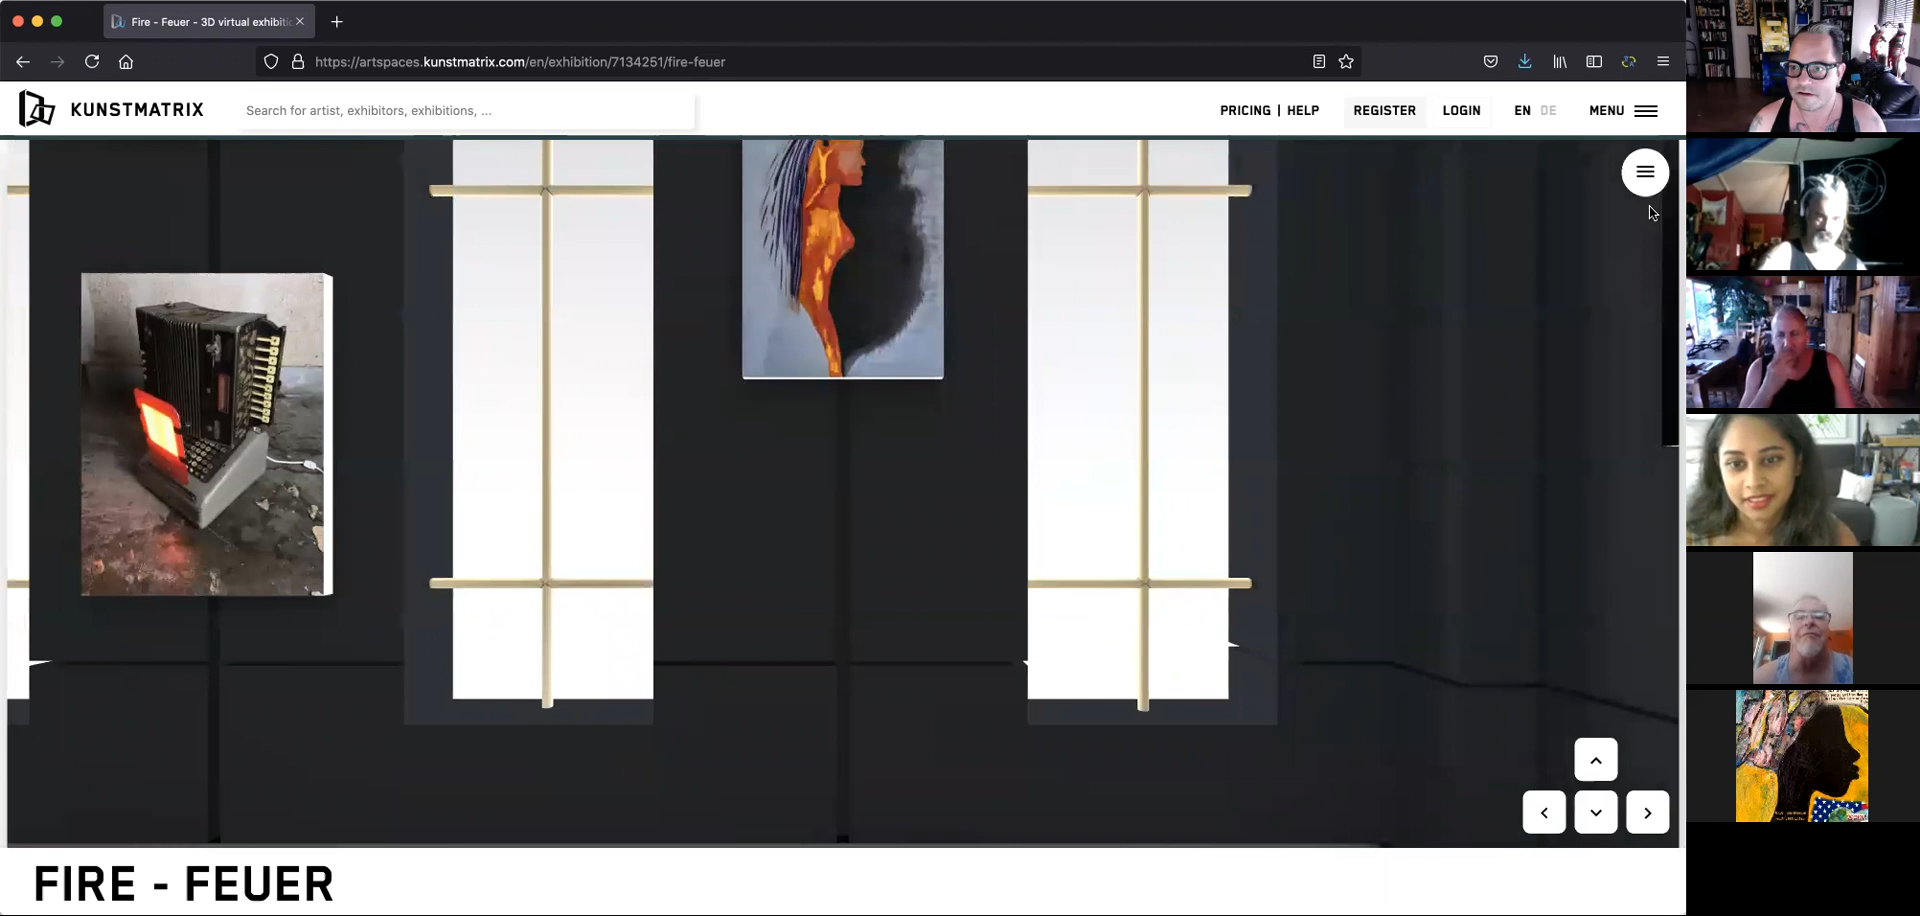 Fire - Feuer - 3D virtual exhibitic
https://artspaces.kunstmatrix.com/en/exhibition/7134251/fire-feuer
KUNSTMATRIX
Search for artist, exhibitors, exhibitions, ...
PRICING | HELP
REGISTER
LOGIN
EN DE
MENU
FIRE - FEUER